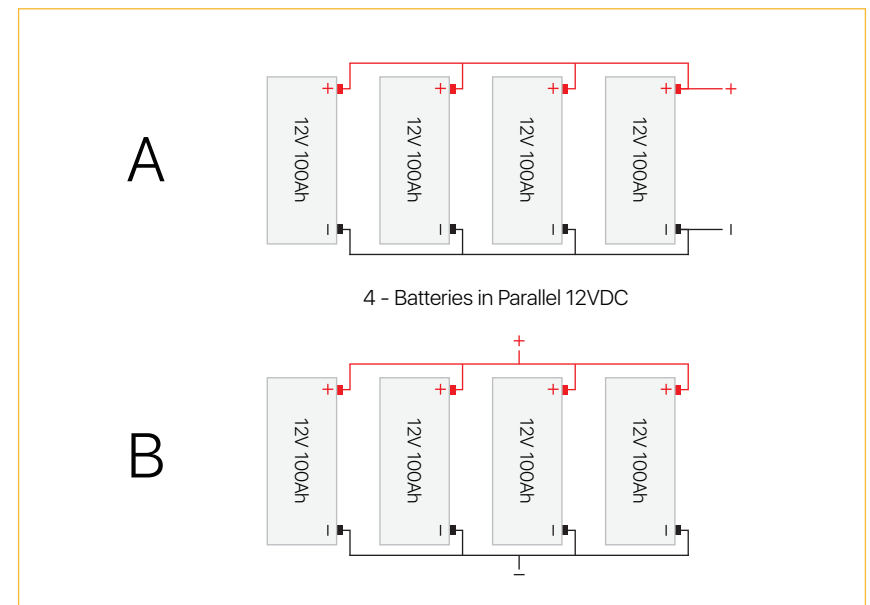 A
+ + + + +
12V 100Ah 12V 100Ah 12V 100Ah 12V 100Ah
− − − − −
4 - Batteries in Parallel 12VDC
+
B
+ + + +
12V 100Ah 12V 100Ah 12V 100Ah 12V 100Ah
− − − −
−